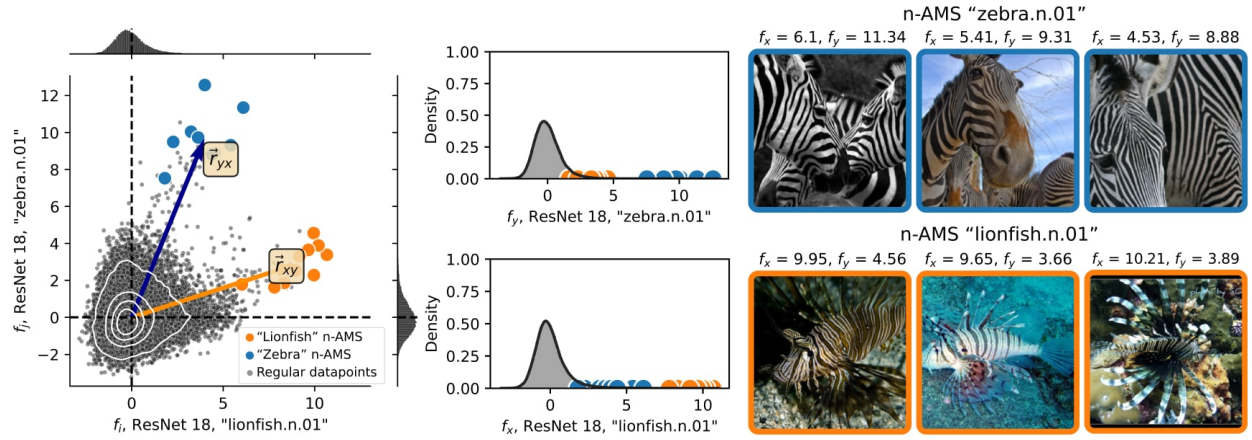 12
10
8
6
4
2
0
−2
f_j, ResNet 18, "zebra.n.01"
r⃗_yx
r⃗_xy
"Lionfish" n-AMS
"Zebra" n-AMS
Regular datapoints
0 5 10
f_i, ResNet 18, "lionfish.n.01"
1.00
0.75
0.50
0.25
0.00
Density
0 5 10
f_y, ResNet 18, "zebra.n.01"
1.00
0.75
0.50
0.25
0.00
Density
0 5 10
f_x, ResNet 18, "lionfish.n.01"
n-AMS “zebra.n.01”
f_x = 6.1, f_y = 11.34
f_x = 5.41, f_y = 9.31
f_x = 4.53, f_y = 8.88
n-AMS “lionfish.n.01”
f_x = 9.95, f_y = 4.56
f_x = 9.65, f_y = 3.66
f_x = 10.21, f_y = 3.89